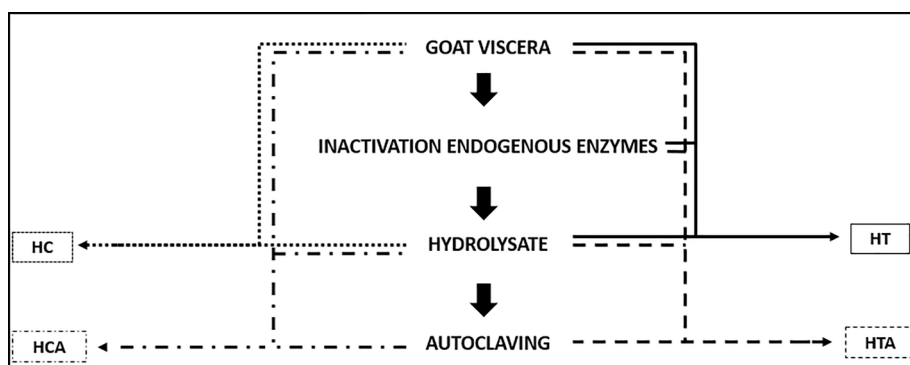 GOAT VISCERA
INACTIVATION ENDOGENOUS ENZYMES
HC
HYDROLYSATE
HT
HCA
AUTOCLAVING
HTA